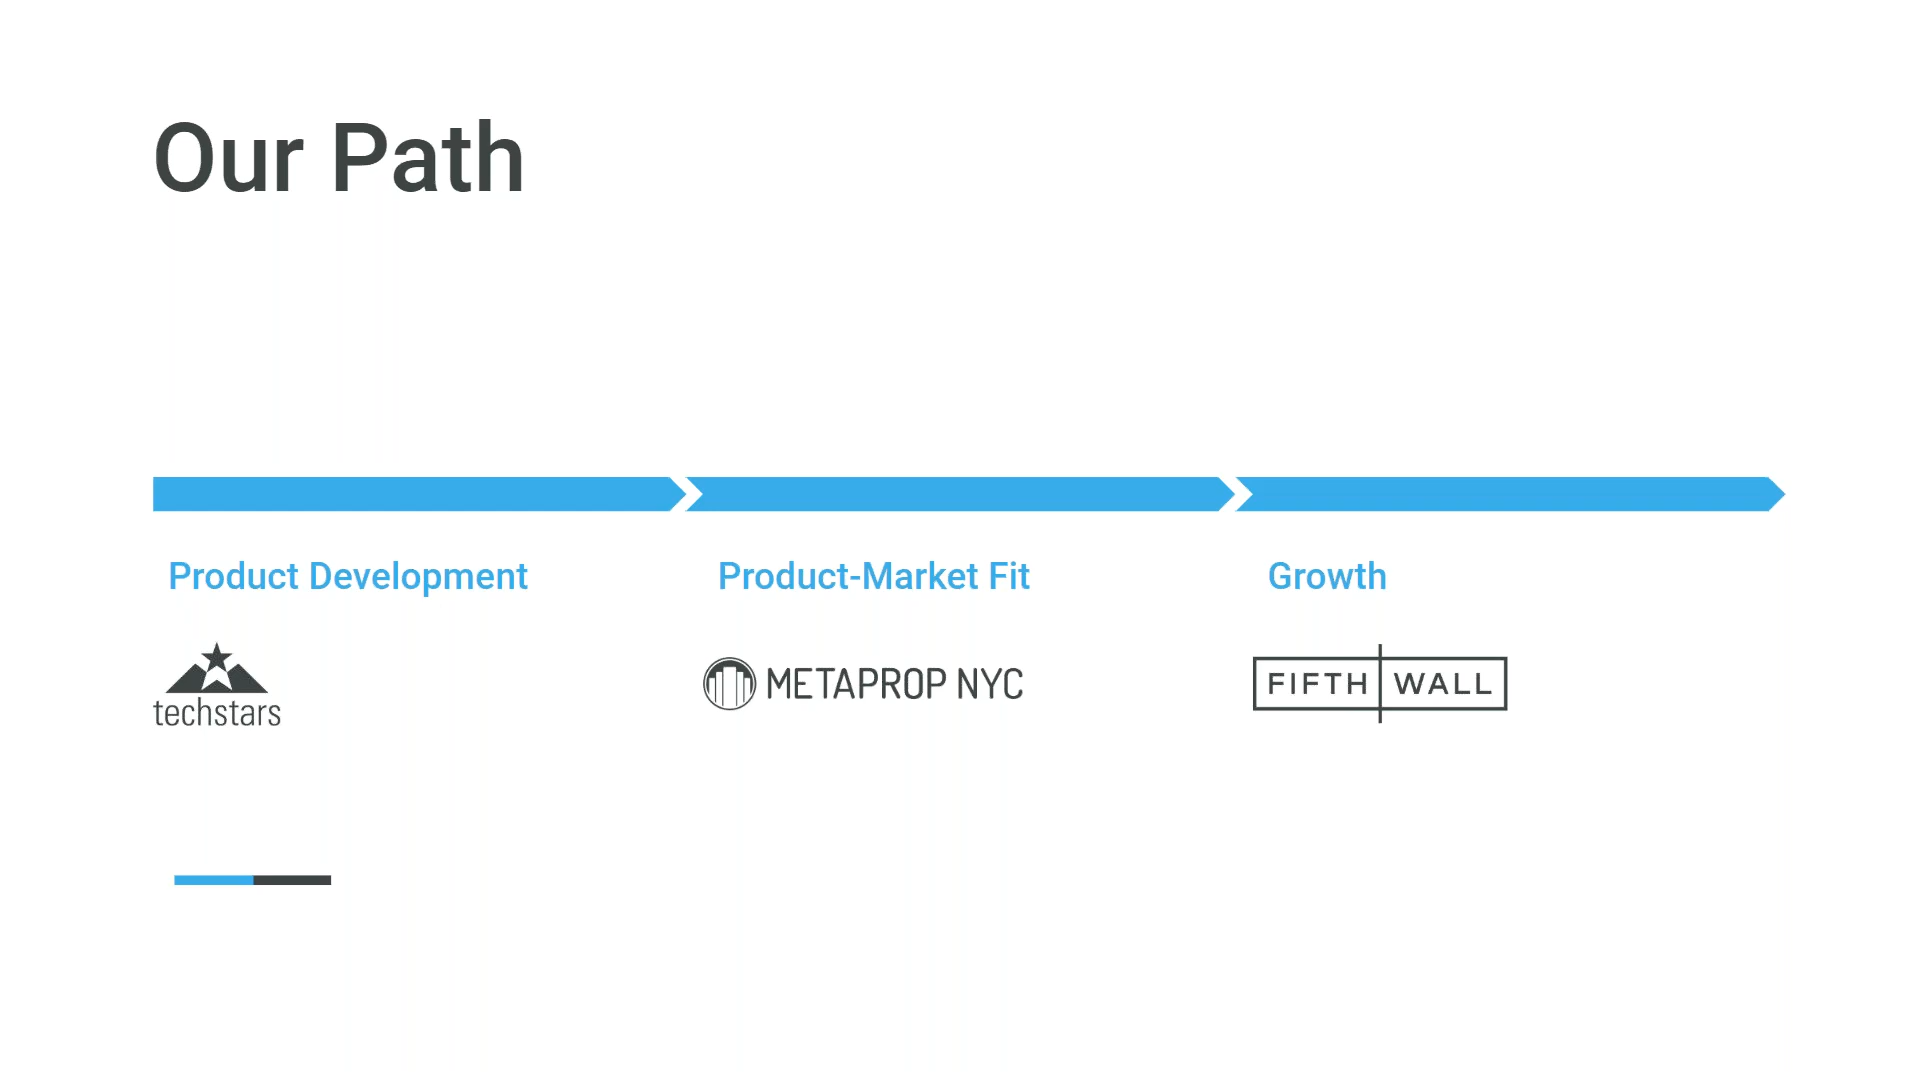 Our Path
Product Development
Product-Market Fit
Growth
techstars
METAPROP NYC
FIFTH WALL